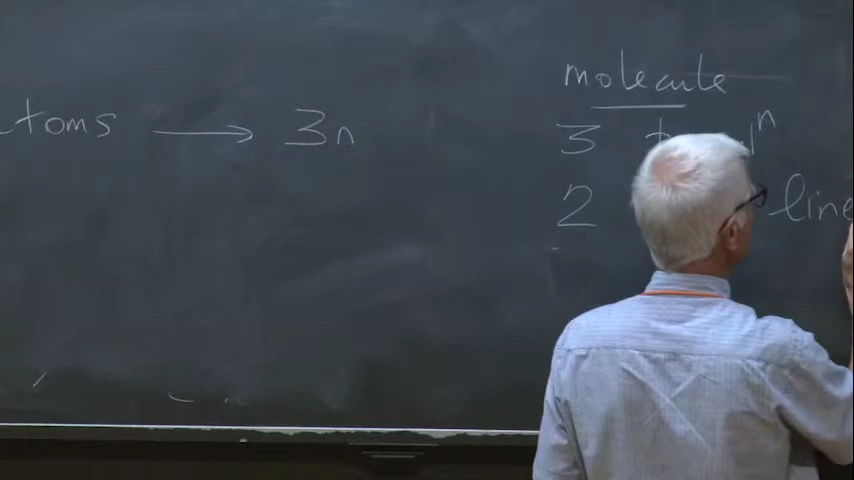 molecule
toms → 3n
3
2 line